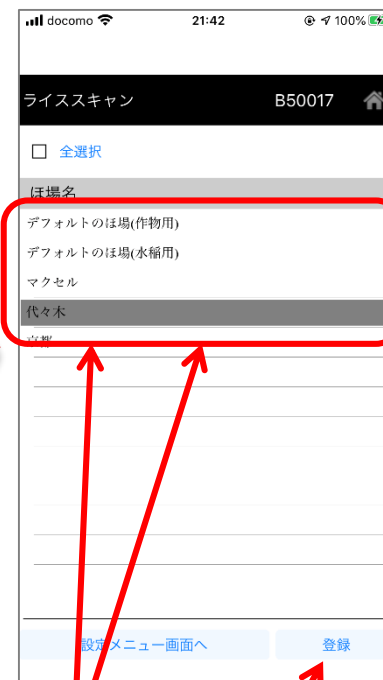 docomo 21:42 100%
ライススキャン B50017
全選択
ほ場名
デフォルトのほ場(作物用)
デフォルトのほ場(水稲用)
マクセル
代々木
京都
設定メニュー画面へ 登録